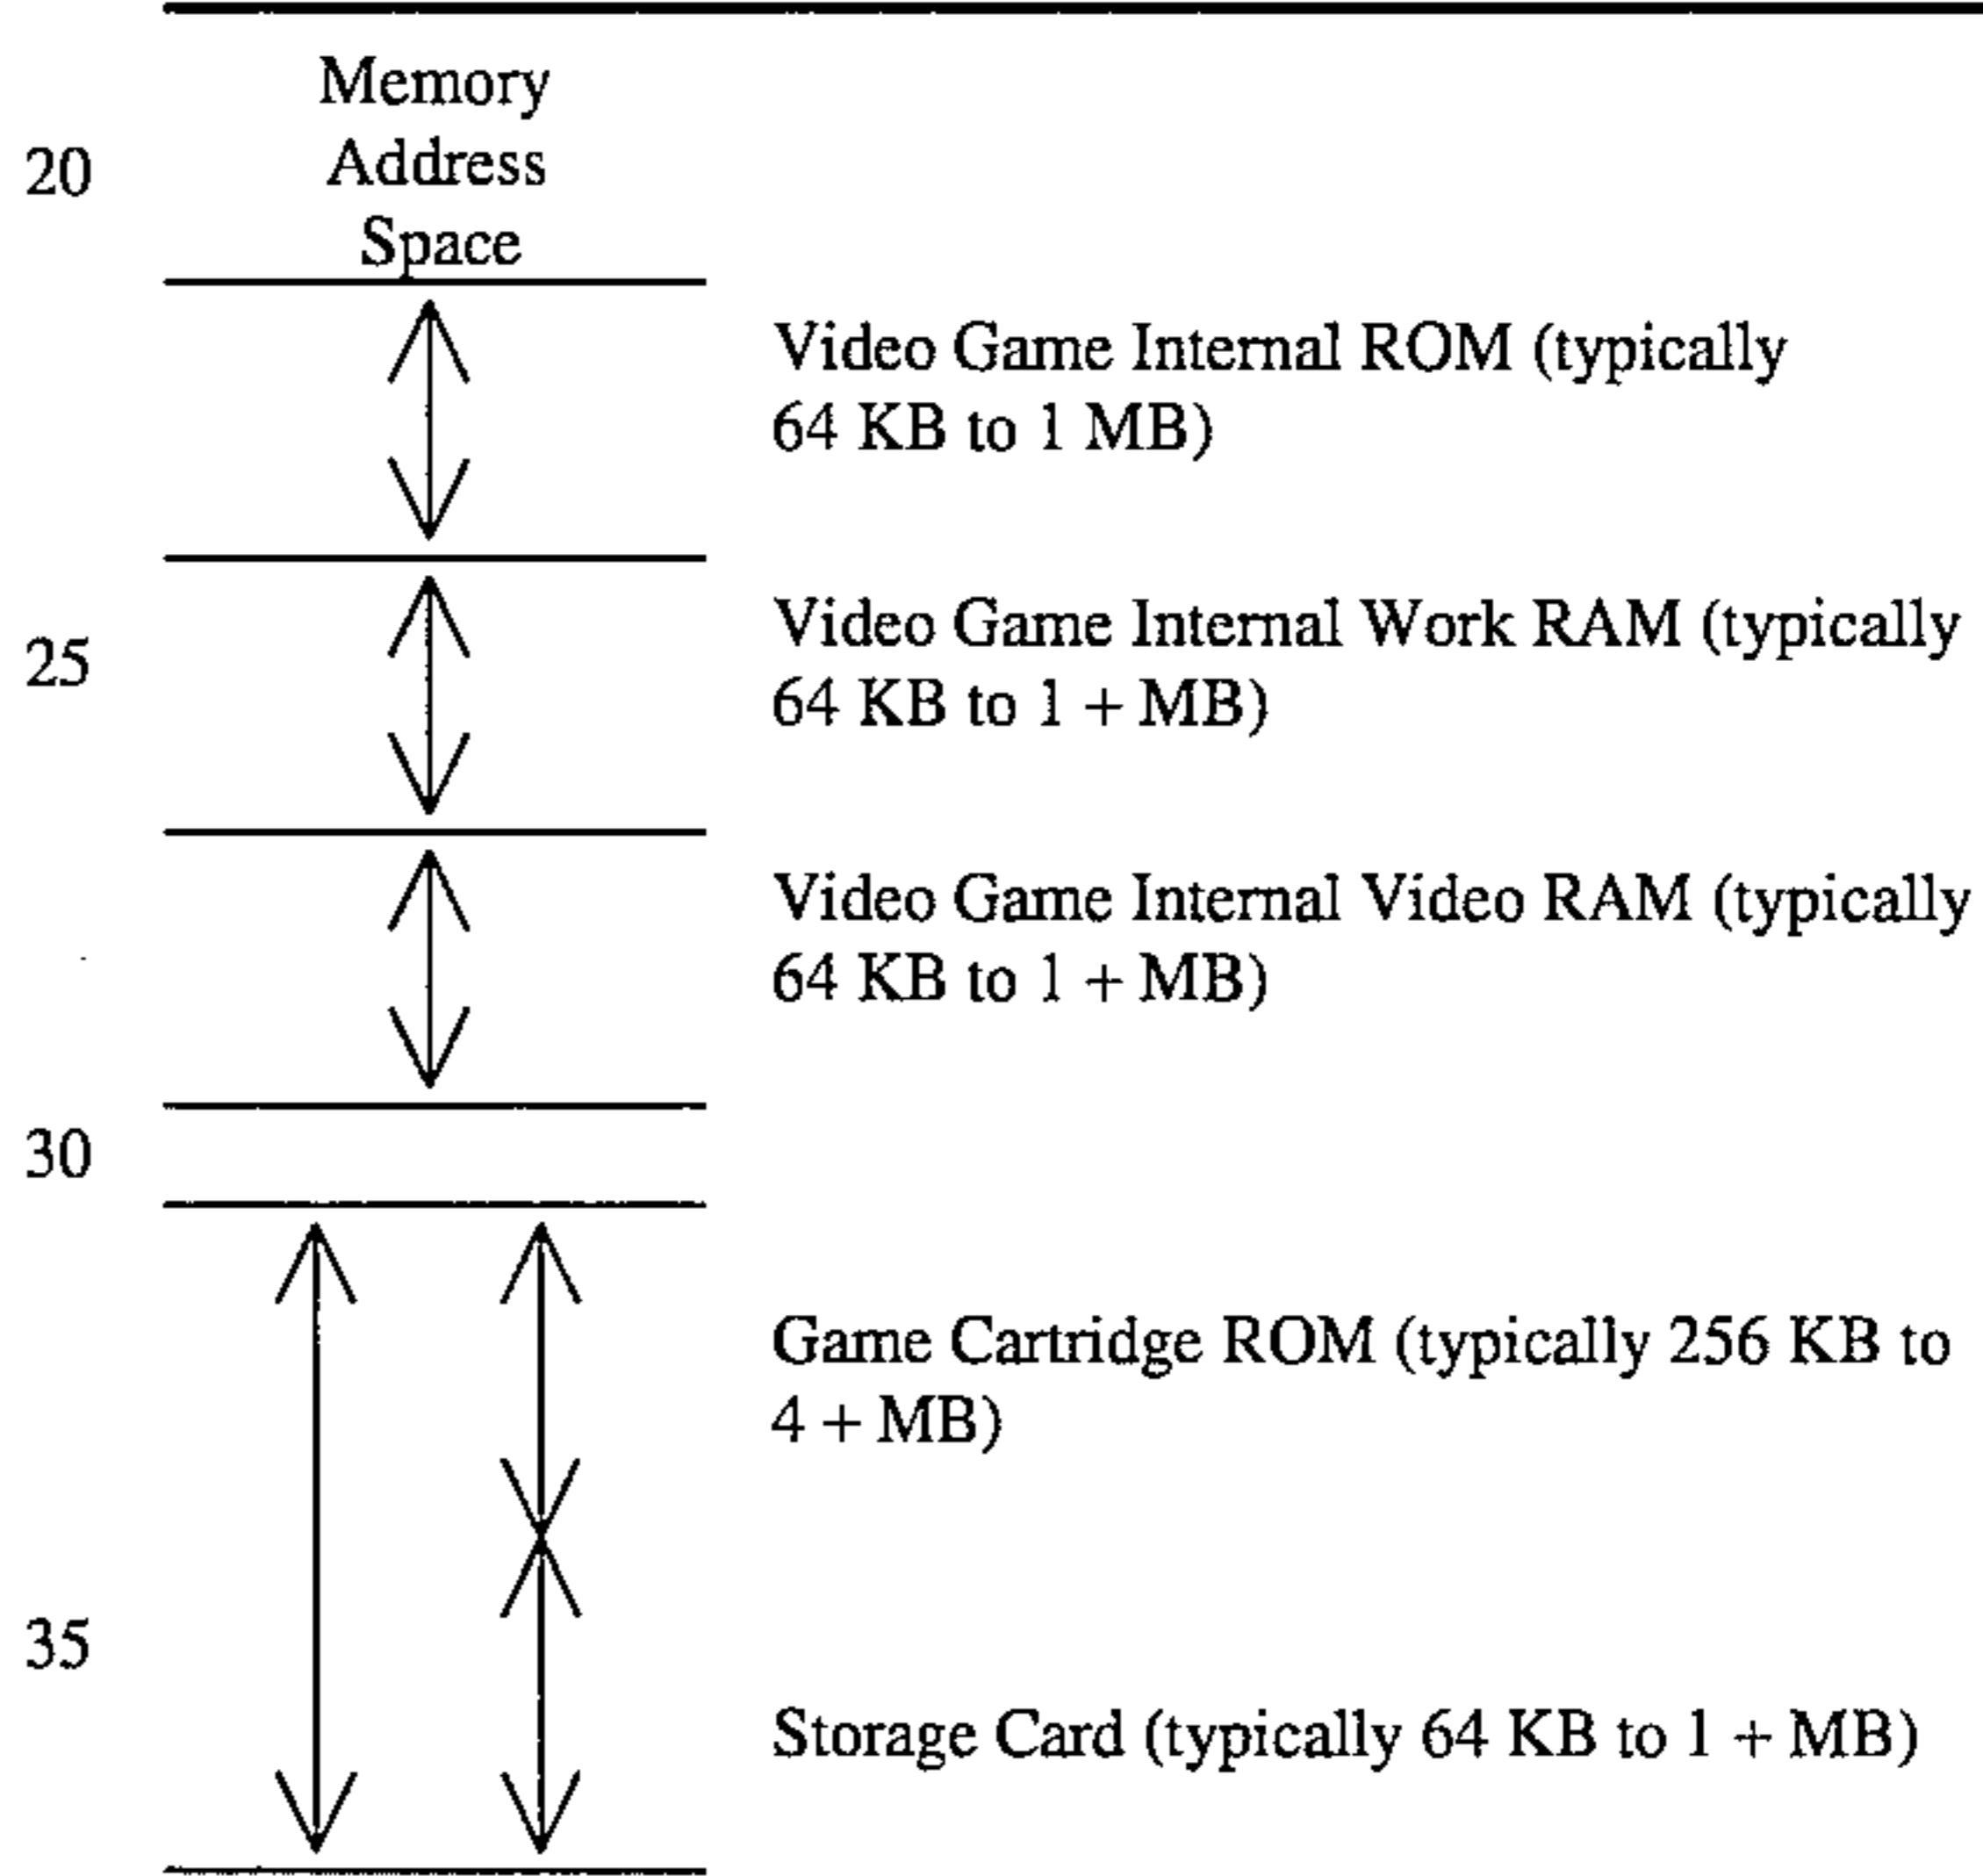 Memory
20 Address
Space
Video Game Internal ROM (typically
64 KB to 1 MB)
25 Video Game Internal Work RAM (typically
64 KB to 1 + MB)
Video Game Internal Video RAM (typically
64 KB to 1 + MB)
30
Game Cartridge ROM (typically 256 KB to
4 + MB)
35
Storage Card (typically 64 KB to 1 + MB)